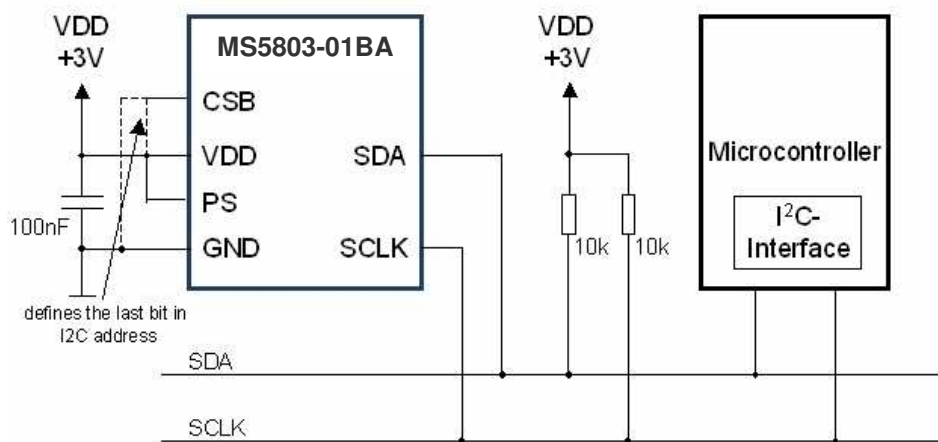 VDD
+3V
MS5803-01BA
CSB
VDD
PS
GND
SDA
SCLK
100nF
defines the last bit in
I2C address
VDD
+3V
10k
10k
Microcontroller
I²C-
Interface
SDA
SCLK